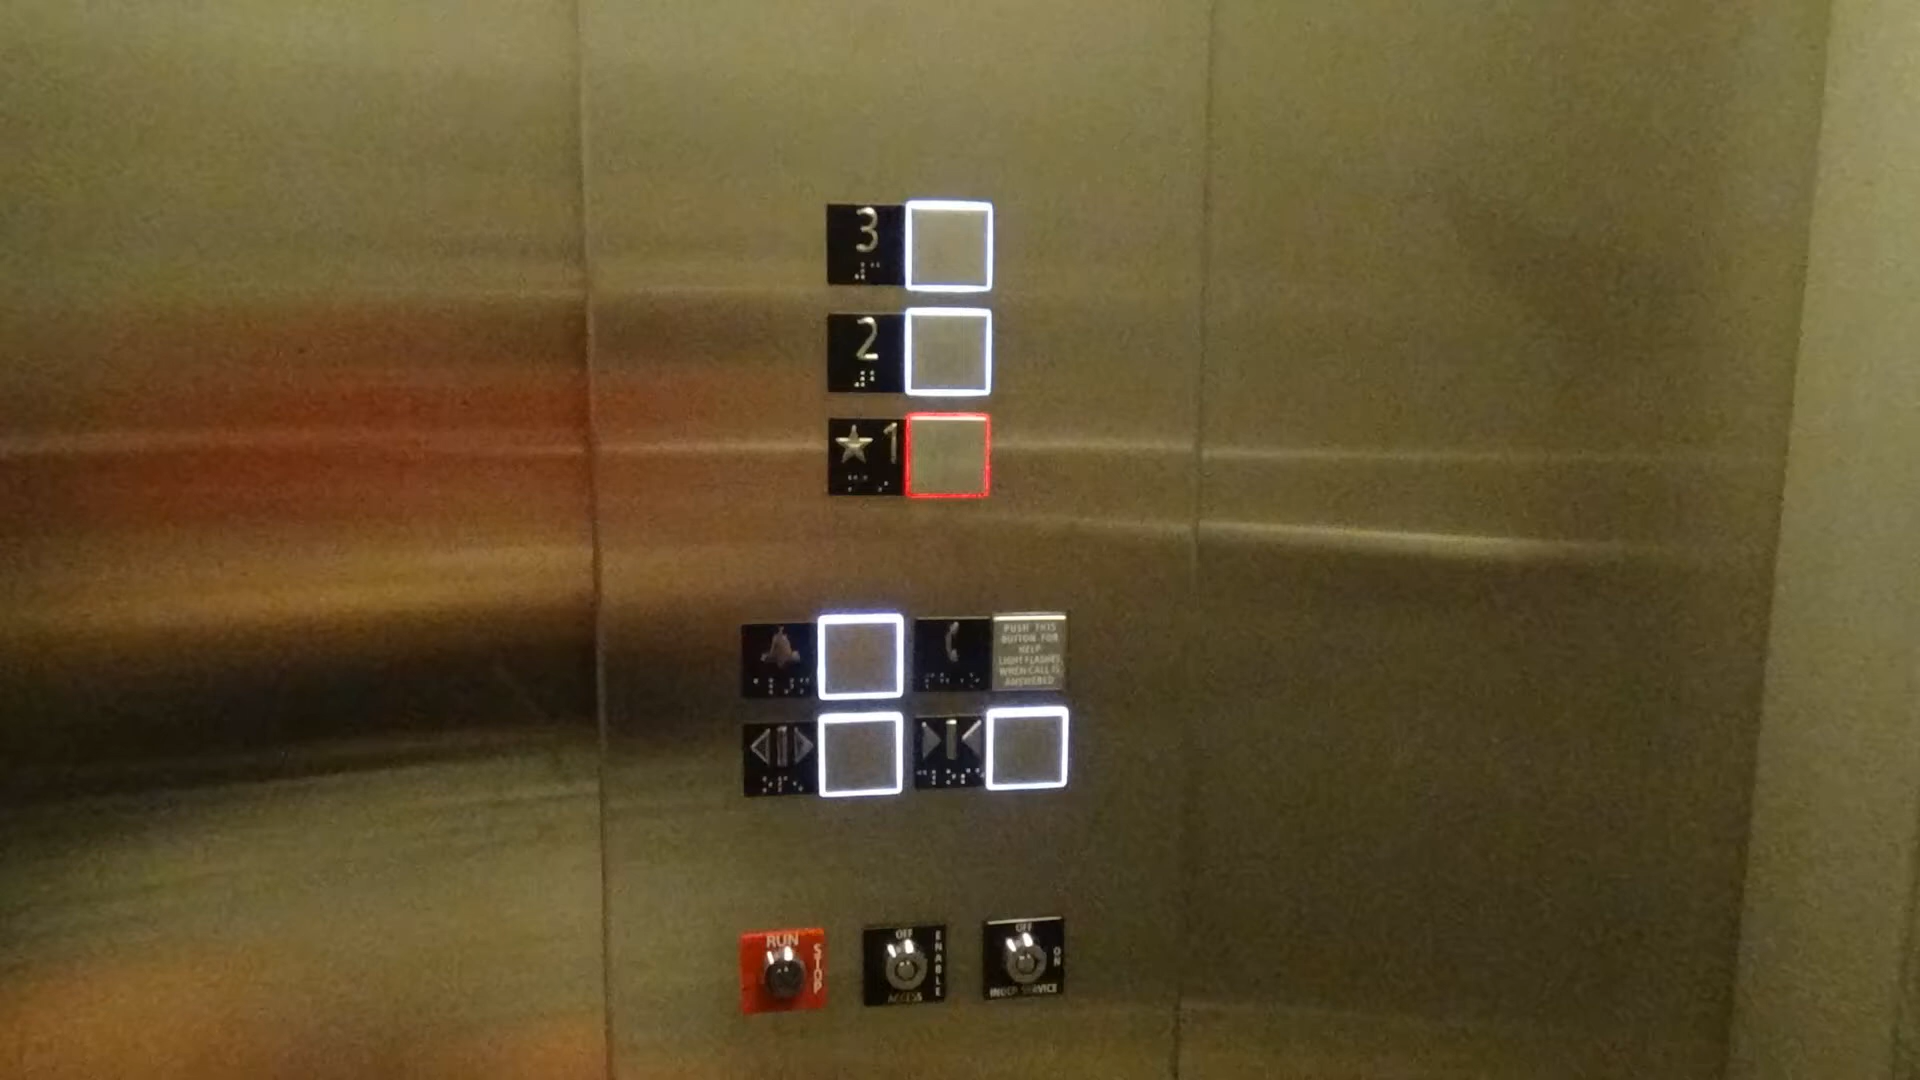 3
2
★1
PUSH THIS
BUTTON FOR
HELP
LIGHT FLASHES
WHEN CALL IS
ANSWERED
RUN
STOP
OFF
ENABLE
ACCESS
OFF
ON
INDEP SERVICE